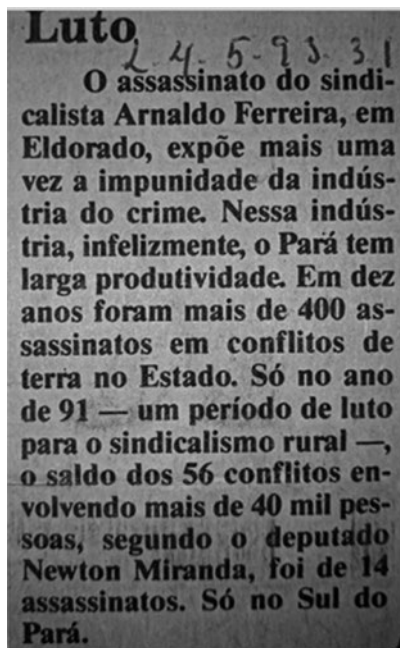 Luto
2-4-5-93-31
O assassinato do sindi-
calista Arnaldo Ferreira, em
Eldorado, expõe mais uma
vez a impunidade da indús-
tria do crime. Nessa indús-
tria, infelizmente, o Pará tem
larga produtividade. Em dez
anos foram mais de 400 as-
sassinatos em conflitos de
terra no Estado. Só no ano
de 91 — um período de luto
para o sindicalismo rural —,
o saldo dos 56 conflitos en-
volvendo mais de 40 mil pes-
soas, segundo o deputado
Newton Miranda, foi de 14
assassinatos. Só no Sul do
Pará.